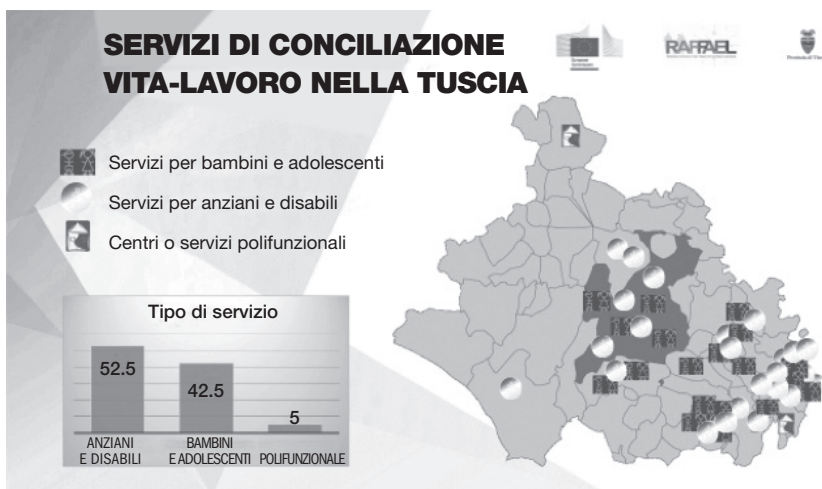 SERVIZI DI CONCILIAZIONE
VITA-LAVORO NELLA TUSCIA
RAFFAEL
Servizi per bambini e adolescenti
Servizi per anziani e disabili
Centri o servizi polifunzionali
Tipo di servizio
52.5
42.5
5
ANZIANI
E DISABILI
BAMBINI
E ADOLESCENTI
POLIFUNZIONALE